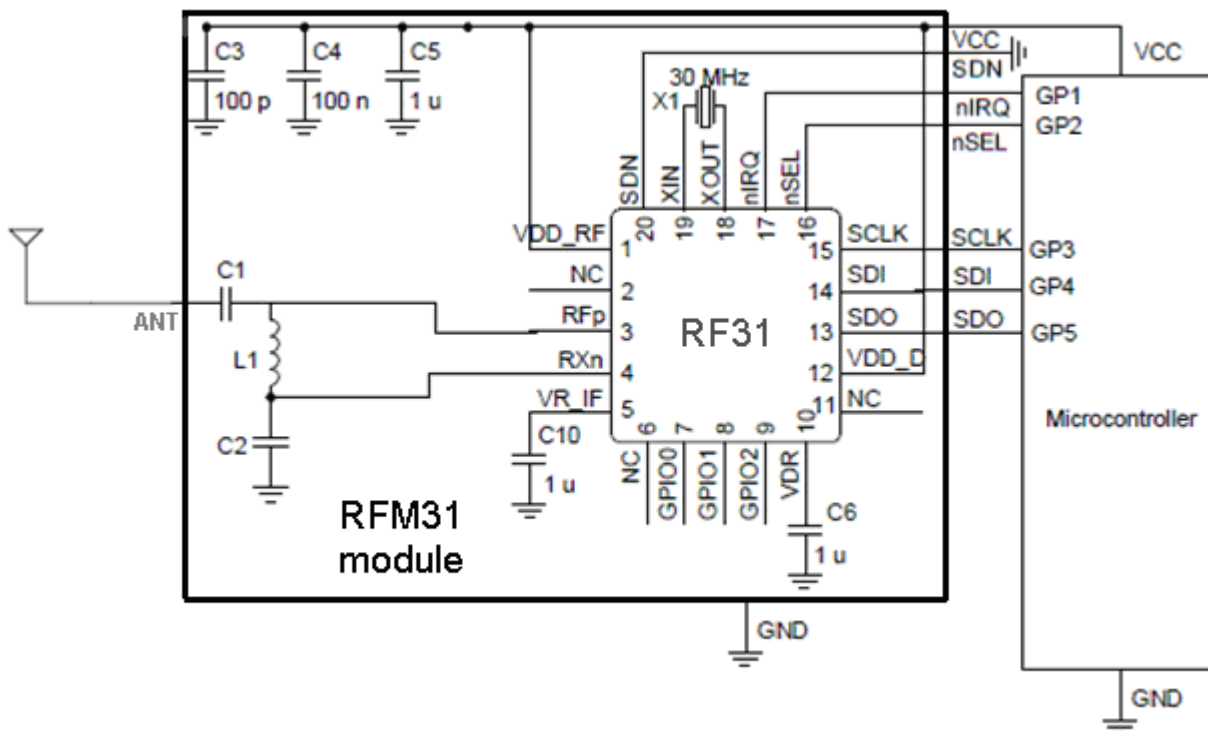 C3
100 p
C4
100 n
C5
1 u
VCC
SDN
VCC
30 MHz
X1
GP1
nIRQ
GP2
nSEL
SDN
XIN
XOUT
nIRQ
nSEL
20
19
18
17
16
VDD_RF
1
15
SCLK
SCLK
GP3
NC
2
14
SDI
SDI
GP4
C1
ANT
RFp
3
RF31
13
SDO
SDO
GP5
L1
RXn
4
12
VDD_D
VR_IF
5
11
NC
Microcontroller
6
7
8
9
10
C2
C10
1 u
NC
GPIO0
GPIO1
GPIO2
VDR
C6
1 u
RFM31
module
GND
GND